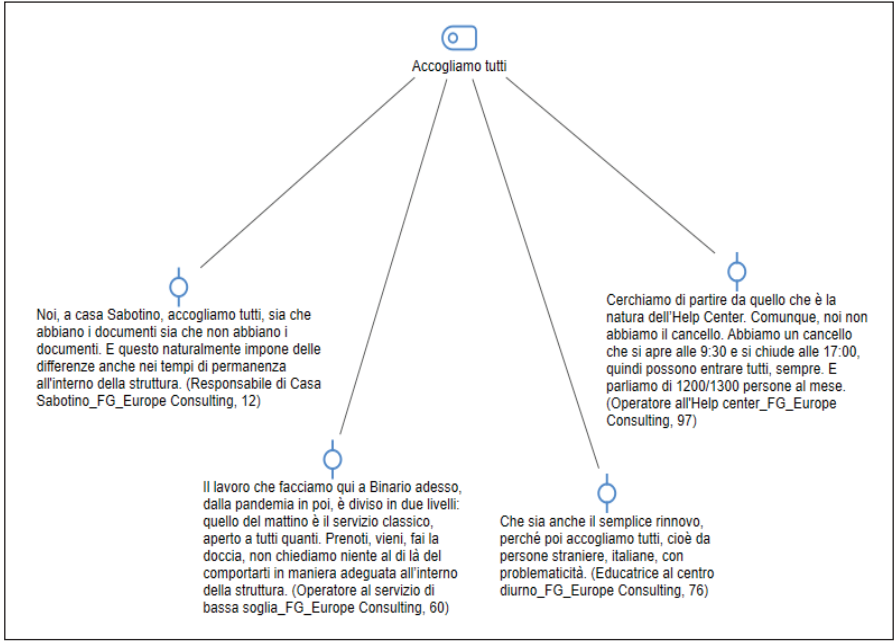 Accogliamo tutti
Noi, a casa Sabotino, accogliamo tutti, sia che
abbiano i documenti sia che non abbiano i
documenti. E questo naturalmente impone delle
differenze anche nei tempi di permanenza
all'interno della struttura. (Responsabile di Casa
Sabotino_FG_Europe Consulting, 12)
Cerchiamo di partire da quello che è la
natura dell'Help Center. Comunque, noi non
abbiamo il cancello. Abbiamo un cancello
che si apre alle 9:30 e si chiude alle 17:00,
quindi possono entrare tutti, sempre. E
parliamo di 1200/1300 persone al mese.
(Operatore all'Help center_FG_Europe
Consulting, 97)
Il lavoro che facciamo qui a Binario adesso,
dalla pandemia in poi, è diviso in due livelli:
quello del mattino è il servizio classico,
aperto a tutti quanti. Prenoti, vieni, fai la
doccia, non chiediamo niente al di là del
comportarti in maniera adeguata all'interno
della struttura. (Operatore al servizio di
bassa soglia_FG_Europe Consulting, 60)
Che sia anche il semplice rinnovo,
perché poi accogliamo tutti, cioè da
persone straniere, italiane, con
problematicità. (Educatrice al centro
diurno_FG_Europe Consulting, 76)